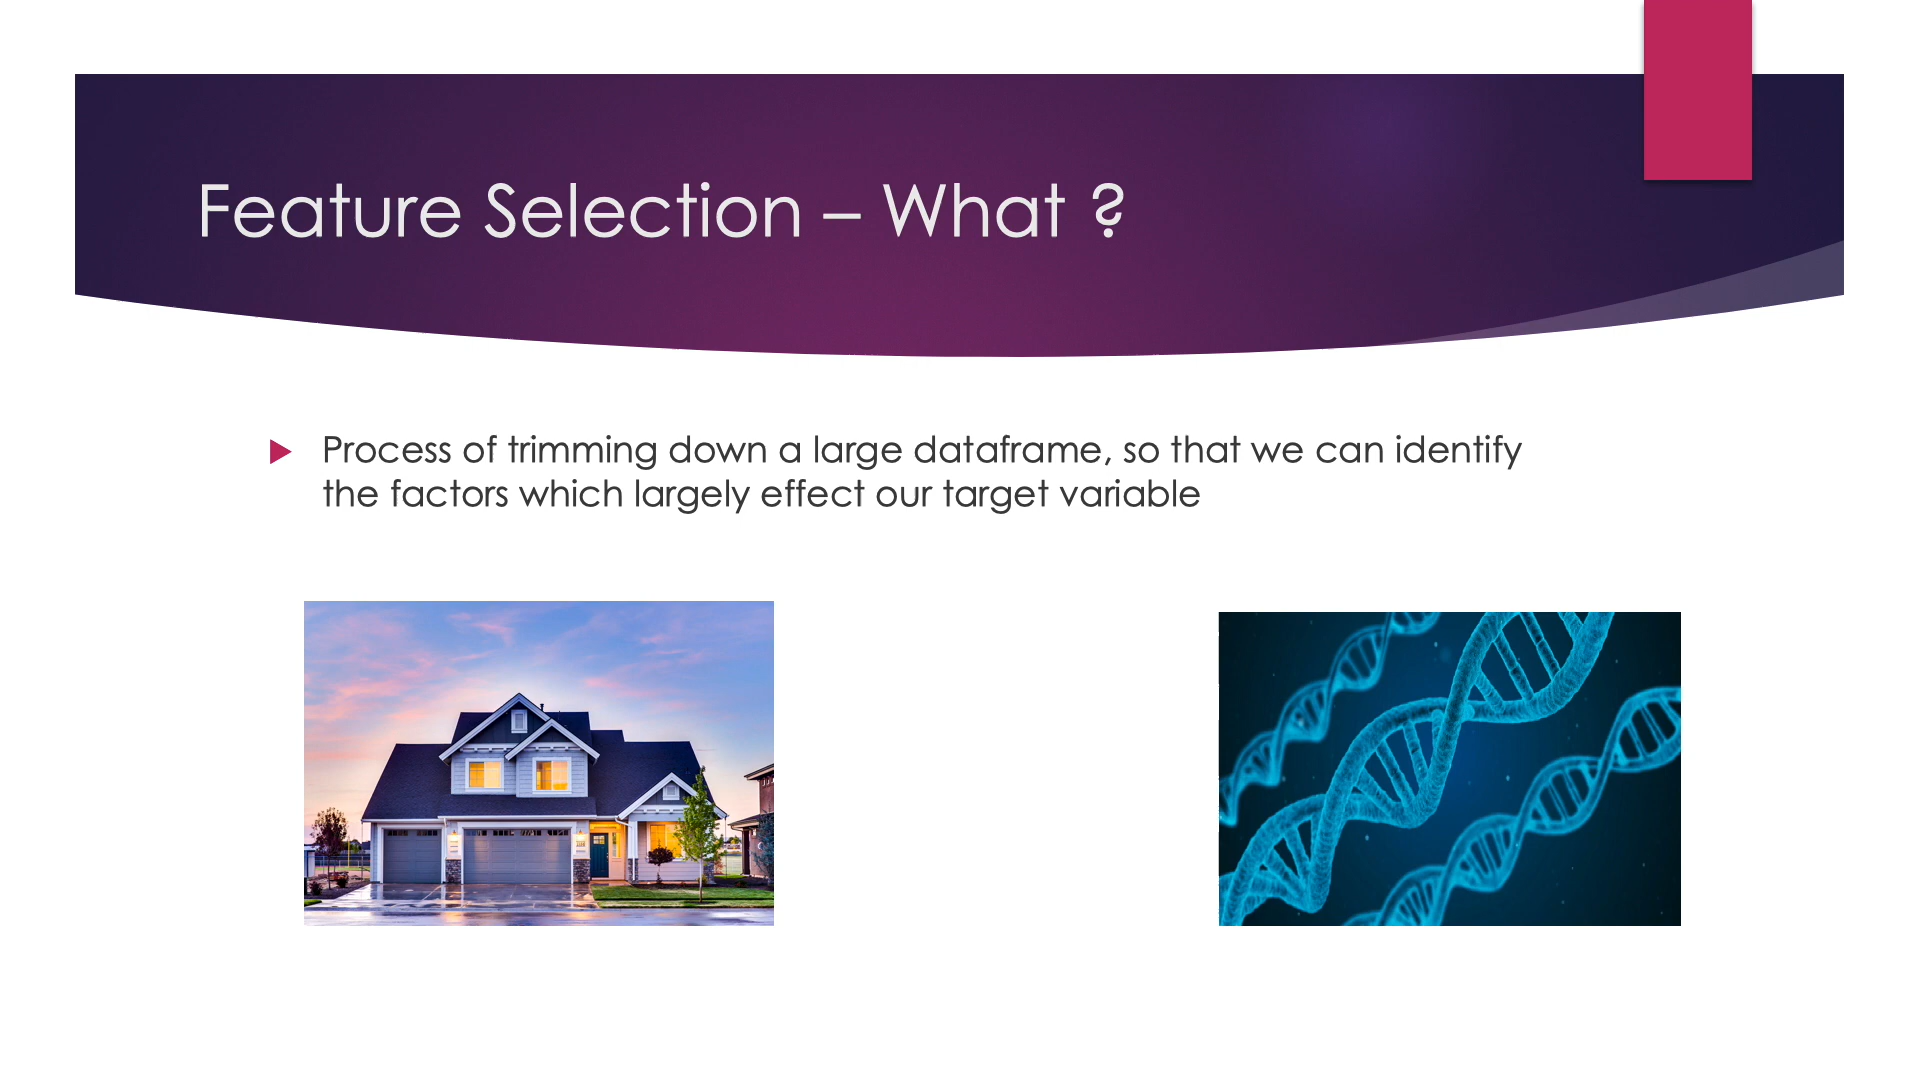 Feature Selection – What ?
Process of trimming down a large dataframe, so that we can identify
the factors which largely effect our target variable